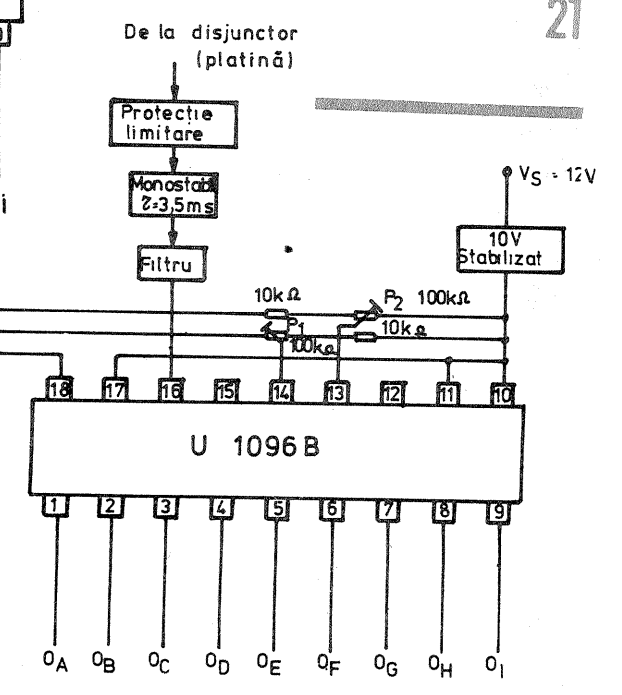 21
De la disjunctor
(platină)
Protecție
limitare
Monostabil
τ=3,5ms
Filtru
VS = 12V
10V
Stabilizat
10kΩ
P2 100kΩ
P1
100kΩ
10kΩ
18 17 16 15 14 13 12 11 10
U 1096B
1 2 3 4 5 6 7 8 9
OA OB OC OD OE OF OG OH OI